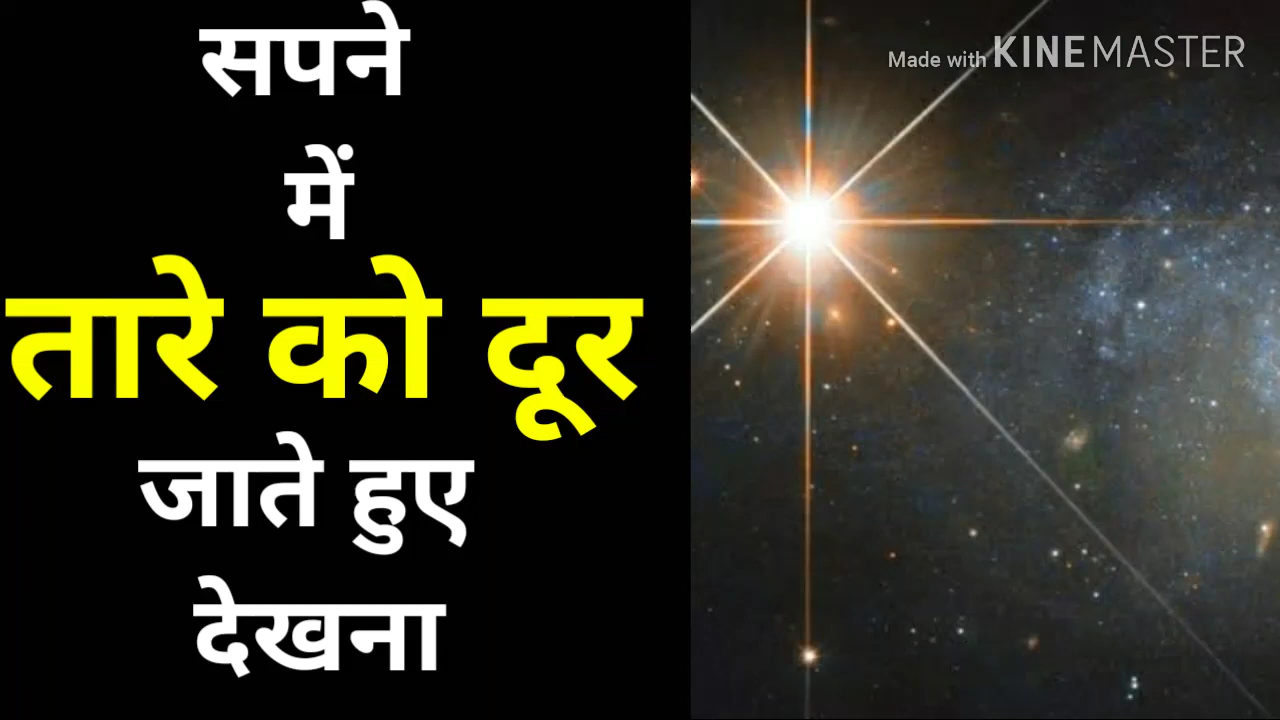 सपने
में
तारे को दूर
जाते हुए
देखना
Made with KINEMASTER